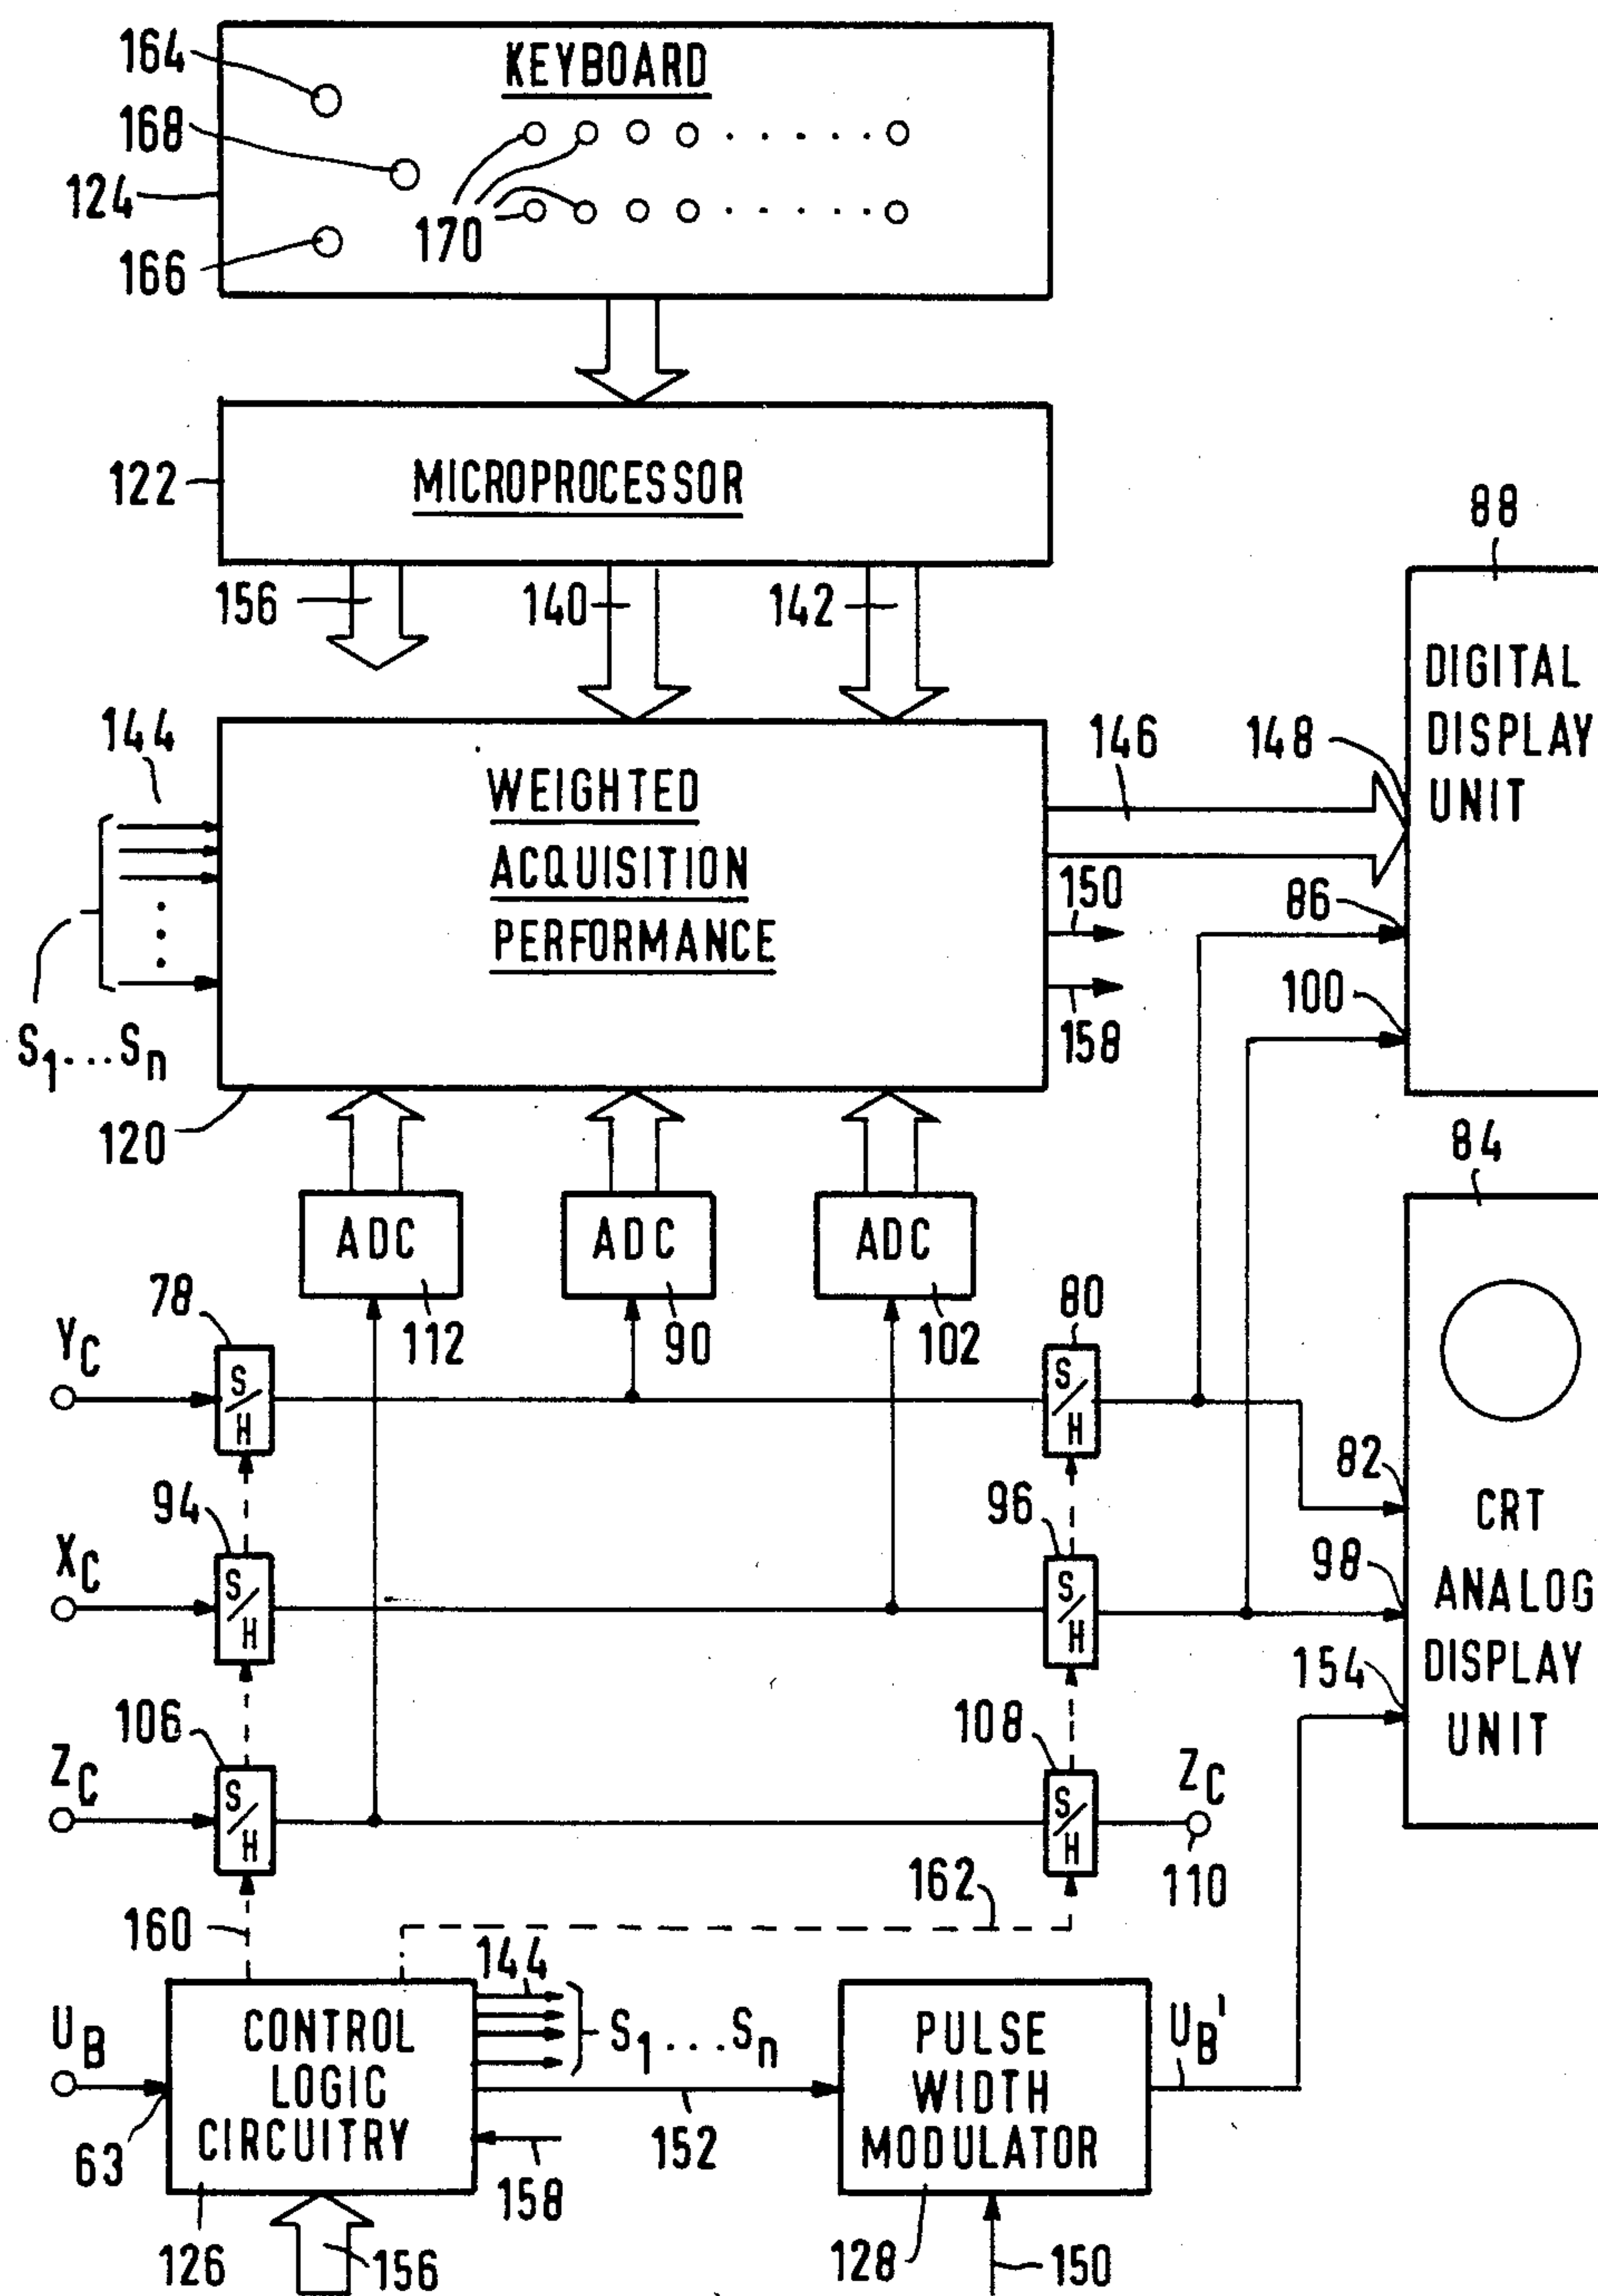 164
KEYBOARD
168
124
170
166
122
MICROPROCESSOR
88
156
140
142
DIGITAL
DISPLAY
UNIT
144
146
148
WEIGHTED
ACQUISITION
PERFORMANCE
150
86
158
100
S1...Sn
120
84
ADC
ADC
ADC
78
112
90
102
80
YC
S/H
S/H
82
94
96
CRT
ANALOG
DISPLAY
UNIT
XC
S/H
S/H
98
154
106
108
ZC
S/H
S/H
ZC
110
160
162
144
UB
CONTROL
LOGIC
CIRCUITRY
S1...Sn
PULSE
WIDTH
MODULATOR
UB'
63
152
158
126
156
128
150